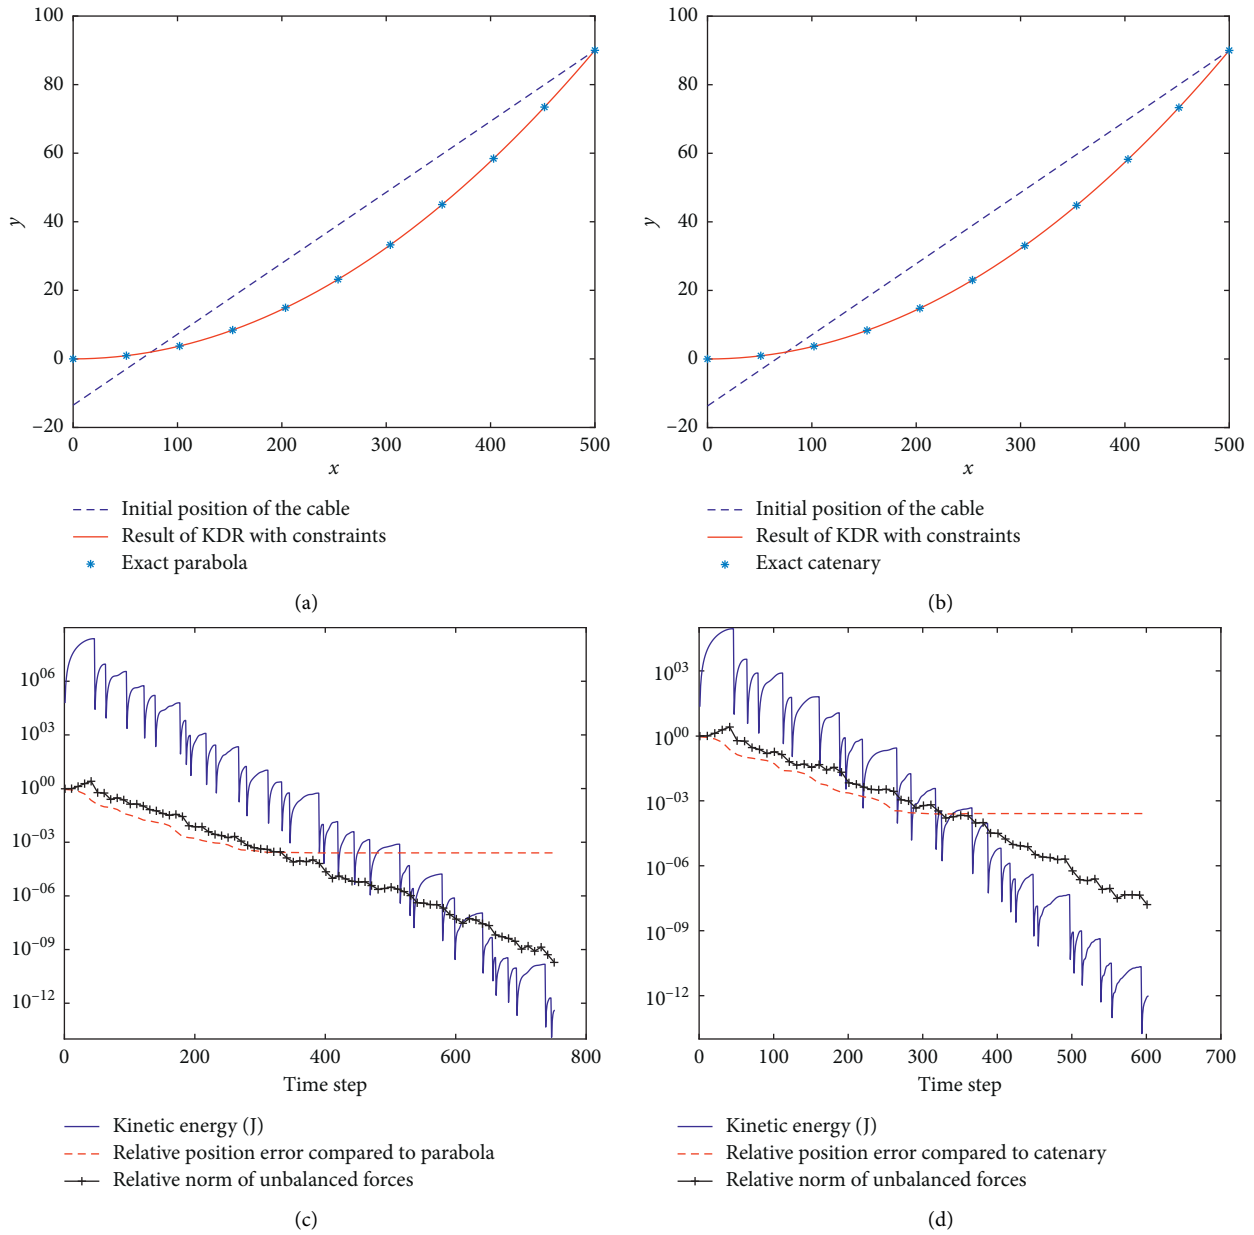 100
80
60
40
20
0
−20
y
0 100 200 300 400 500
x
Initial position of the cable
Result of KDR with constraints
Exact parabola
(a)
100
80
60
40
20
0
−20
y
0 100 200 300 400 500
x
Initial position of the cable
Result of KDR with constraints
Exact catenary
(b)
10^06
10^03
10^00
10^−03
10^−06
10^−09
10^−12
0 200 400 600 800
Time step
Kinetic energy (J)
Relative position error compared to parabola
Relative norm of unbalanced forces
(c)
10^03
10^00
10^−03
10^−06
10^−09
10^−12
0 100 200 300 400 500 600 700
Time step
Kinetic energy (J)
Relative position error compared to catenary
Relative norm of unbalanced forces
(d)